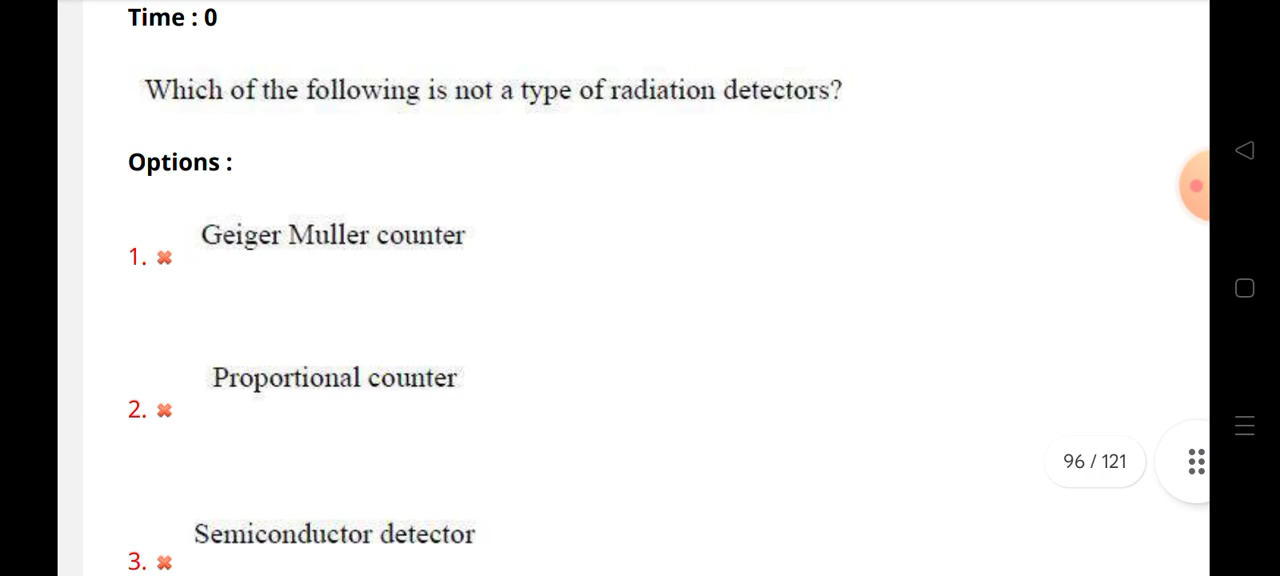 Time : 0
Which of the following is not a type of radiation detectors?
Options :
Geiger Muller counter
1.
Proportional counter
2.
96 / 121
Semiconductor detector
3.